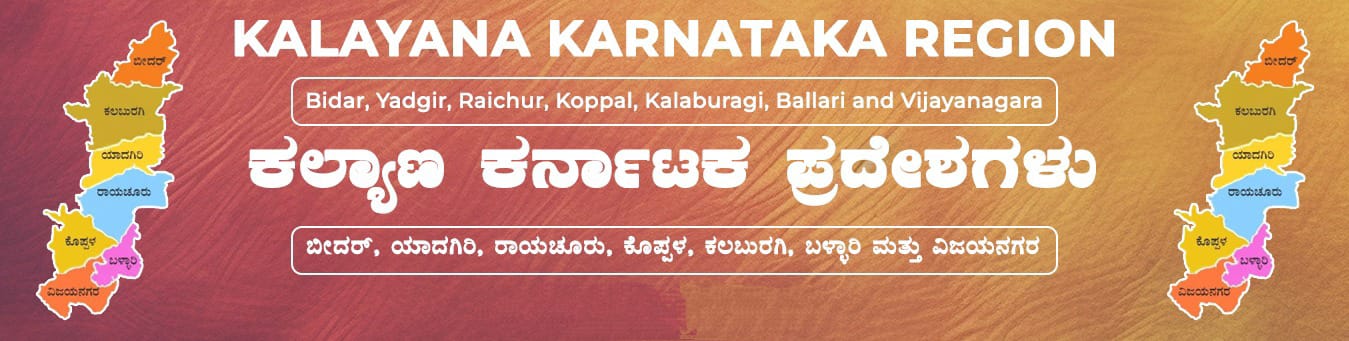 KALAYANA KARNATAKA REGION
Bidar, Yadgir, Raichur, Koppal, Kalaburagi, Ballari and Vijayanagara
ಕಲ್ಯಾಣ ಕರ್ನಾಟಕ ಪ್ರದೇಶಗಳು
ಬೀದರ್, ಯಾದಗಿರಿ, ರಾಯಚೂರು, ಕೊಪ್ಪಳ, ಕಲಬುರಗಿ, ಬಳ್ಳಾರಿ ಮತ್ತು ವಿಜಯನಗರ
ಬೀದರ್
ಕಲಬುರಗಿ
ಯಾದಗಿರಿ
ರಾಯಚೂರು
ಕೊಪ್ಪಳ
ಬಳ್ಳಾರಿ
ವಿಜಯನಗರ
ಬೀದರ್
ಕಲಬುರಗಿ
ಯಾದಗಿರಿ
ರಾಯಚೂರು
ಕೊಪ್ಪಳ
ಬಳ್ಳಾರಿ
ವಿಜಯನಗರ